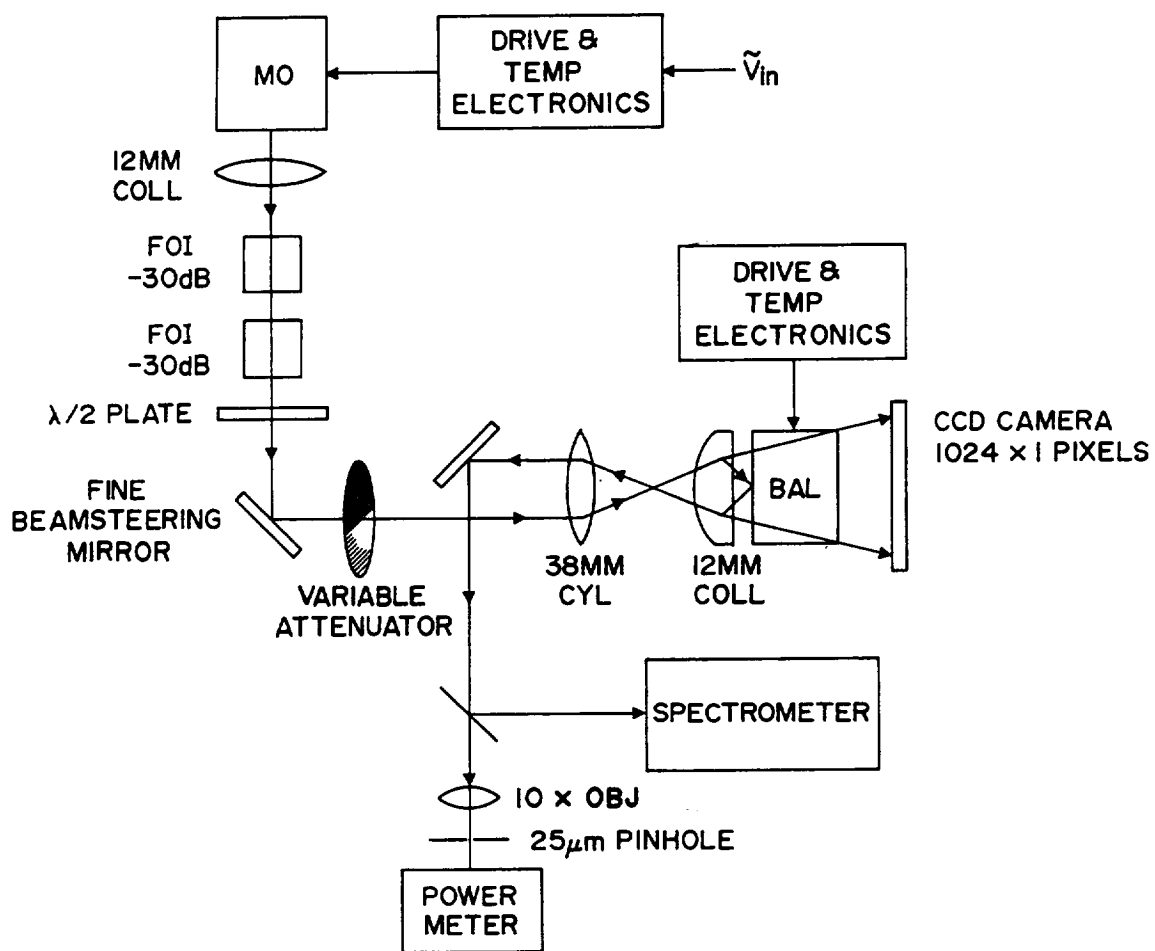 MO
DRIVE &
TEMP
ELECTRONICS
Ṽin
12MM
COLL
FOI
-30dB
FOI
-30dB
λ/2 PLATE
FINE
BEAMSTEERING
MIRROR
VARIABLE
ATTENUATOR
DRIVE &
TEMP
ELECTRONICS
38MM
CYL
12MM
COLL
BAL
CCD CAMERA
1024 x 1 PIXELS
SPECTROMETER
10 x OBJ
25μm PINHOLE
POWER
METER